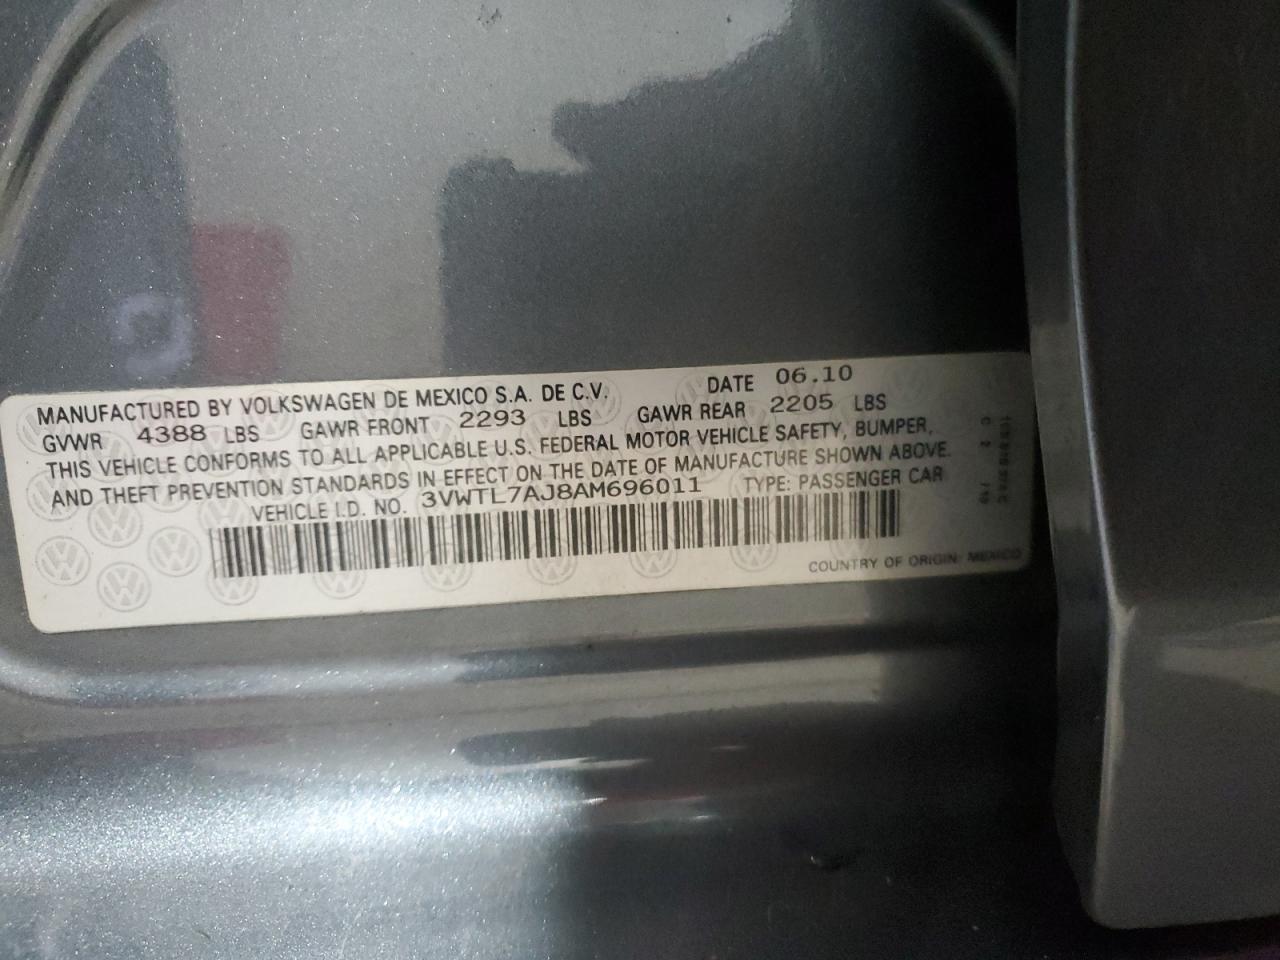 MANUFACTURED BY VOLKSWAGEN DE MEXICO S.A. DE C.V. DATE 06.10
GVWR 4388 LBS GAWR FRONT 2293 LBS GAWR REAR 2205 LBS
THIS VEHICLE CONFORMS TO ALL APPLICABLE U.S. FEDERAL MOTOR VEHICLE SAFETY, BUMPER,
AND THEFT PREVENTION STANDARDS IN EFFECT ON THE DATE OF MANUFACTURE SHOWN ABOVE.
VEHICLE I.D. NO. 3VWTL7AJ8AM696011 TYPE: PASSENGER CAR
COUNTRY OF ORIGIN: MEXICO